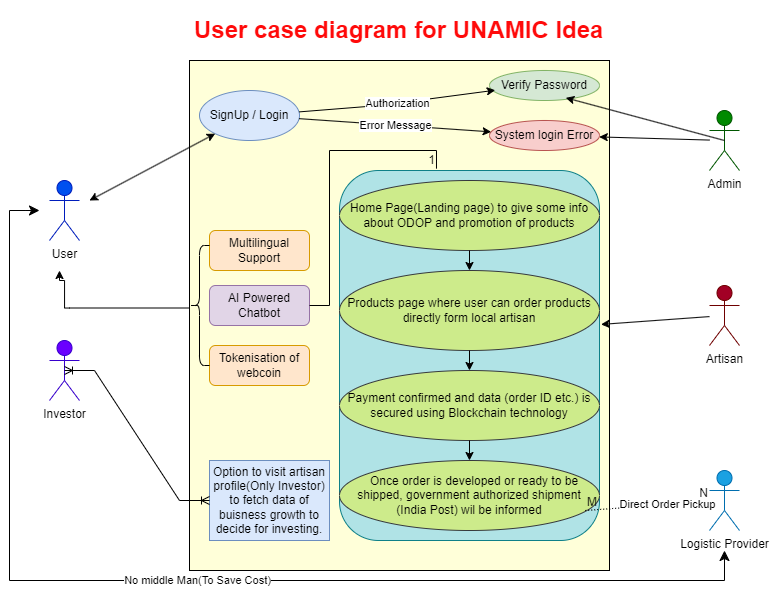 User case diagram for UNAMIC Idea
Verify Password
SignUp / Login
Authorization
Error Message
System login Error
Admin
1
Home Page(Landing page) to give some info
about ODOP and promotion of products
User
Multilingual
Support
AI Powered
Chatbot
Products page where user can order products
directly form local artisan
Artisan
Tokenisation of
webcoin
Investor
Payment confirmed and data (order ID etc.) is
secured using Blockchain technology
Option to visit artisan
profile(Only Investor)
to fetch data of
buisness growth to
decide for investing.
Once order is developed or ready to be
shipped, government authorized shipment
(India Post) wil be informed
M
Direct Order Pickup
N
Logistic Provider
No middle Man(To Save Cost)